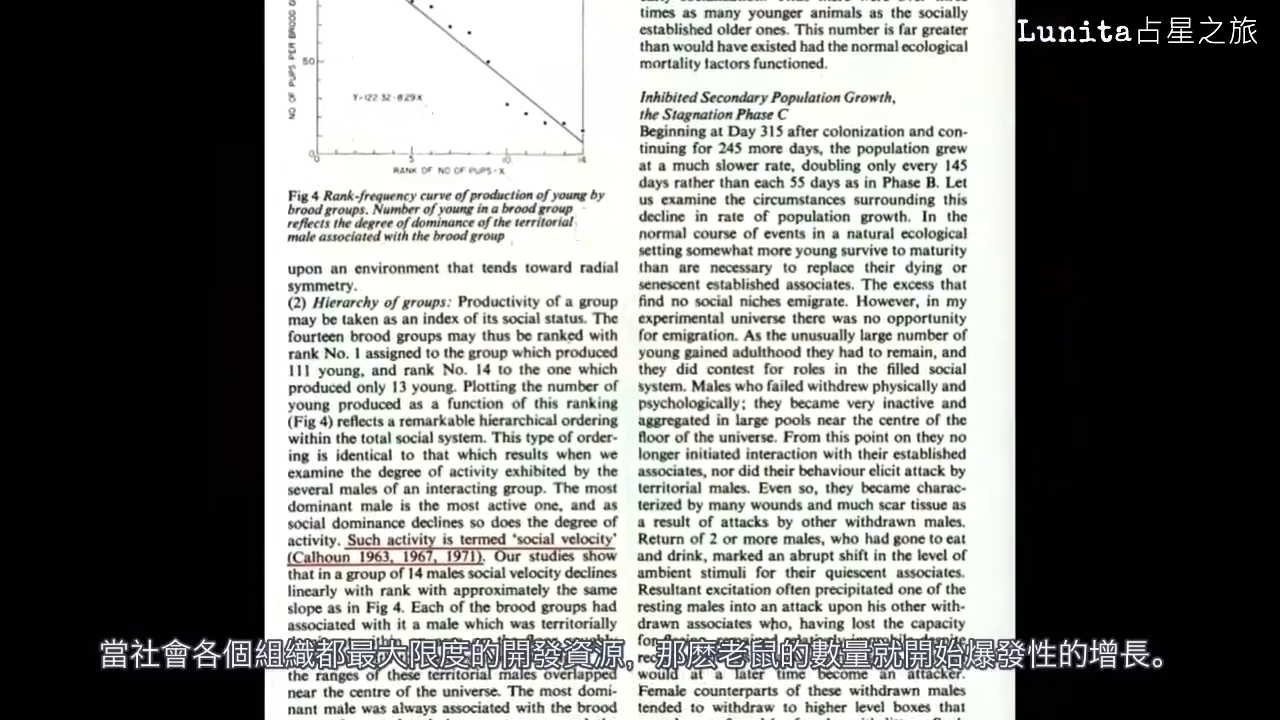 NO OF PUPS PER BROOD
50
Y=122.32-8.29X
0
0 5 10 14
RANK OF NO OF PUPS-X
Fig 4 Rank-frequency curve of production of young by
brood groups. Number of young in a brood group
reflects the degree of dominance of the territorial
male associated with the brood group
upon an environment that tends toward radial
symmetry.
(2) Hierarchy of groups: Productivity of a group
may be taken as an index of its social status. The
fourteen brood groups may thus be ranked with
rank No. 1 assigned to the group which produced
111 young, and rank No. 14 to the one which
produced only 13 young. Plotting the number of
young produced as a function of this ranking
(Fig 4) reflects a remarkable hierarchical ordering
within the total social system. This type of order-
ing is identical to that which results when we
examine the degree of activity exhibited by the
several males of an interacting group. The most
dominant male is the most active one, and as
social dominance declines so does the degree of
activity. Such activity is termed 'social velocity'
(Calhoun 1963, 1967, 1971). Our studies show
that in a group of 14 males social velocity declines
linearly with rank with approximately the same
slope as in Fig 4. Each of the brood groups had
associated with it a male which was territorially
the ranges of these territorial males overlapped
near the centre of the universe. The most domi-
nant male was always associated with the brood
times as many younger animals as the socially
established older ones. This number is far greater
than would have existed had the normal ecological
mortality factors functioned.
Inhibited Secondary Population Growth,
the Stagnation Phase C
Beginning at Day 315 after colonization and con-
tinuing for 245 more days, the population grew
at a much slower rate, doubling only every 145
days rather than each 55 days as in Phase B. Let
us examine the circumstances surrounding this
decline in rate of population growth. In the
normal course of events in a natural ecological
setting somewhat more young survive to maturity
than are necessary to replace their dying or
senescent established associates. The excess that
find no social niches emigrate. However, in my
experimental universe there was no opportunity
for emigration. As the unusually large number of
young gained adulthood they had to remain, and
they did contest for roles in the filled social
system. Males who failed withdrew physically and
psychologically; they became very inactive and
aggregated in large pools near the centre of the
floor of the universe. From this point on they no
longer initiated interaction with their established
associates, nor did their behaviour elicit attack by
territorial males. Even so, they became charac-
terized by many wounds and much scar tissue as
a result of attacks by other withdrawn males.
Return of 2 or more males, who had gone to eat
and drink, marked an abrupt shift in the level of
ambient stimuli for their quiescent associates.
Resultant excitation often precipitated one of the
resting males into an attack upon his other with-
drawn associates who, having lost the capacity
would at a later time become an attacker.
Female counterparts of these withdrawn males
tended to withdraw to higher level boxes that
Lunita占星之旅
當社會各個組織都最大限度的開發資源，那麽老鼠的數量就開始爆發性的增長。